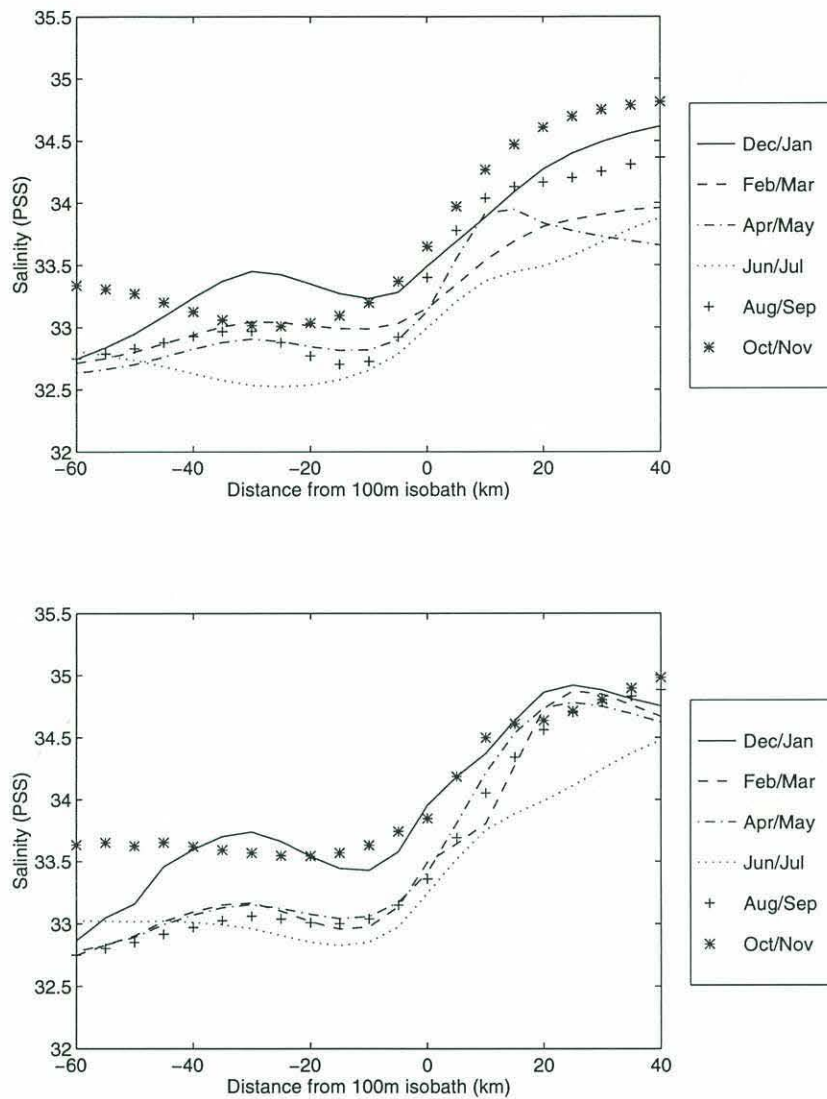 35.5
35
34.5
34
33.5
33
32.5
32
Salinity (PSS)
−60
−40
−20
0
20
40
Distance from 100m isobath (km)
Dec/Jan
Feb/Mar
Apr/May
Jun/Jul
Aug/Sep
Oct/Nov
35.5
35
34.5
34
33.5
33
32.5
32
Salinity (PSS)
−60
−40
−20
0
20
40
Distance from 100m isobath (km)
Dec/Jan
Feb/Mar
Apr/May
Jun/Jul
Aug/Sep
Oct/Nov